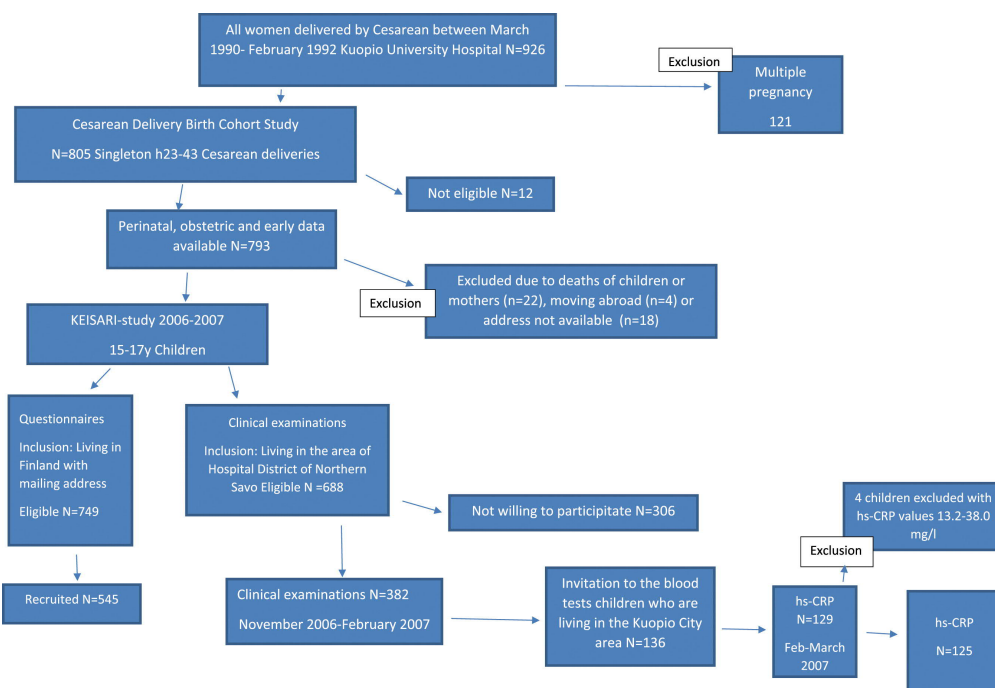 All women delivered by Cesarean between March
1990- February 1992 Kuopio University Hospital N=926
Exclusion
Multiple
pregnancy
121
Cesarean Delivery Birth Cohort Study
N=805 Singleton h23-43 Cesarean deliveries
Not eligible N=12
Perinatal, obstetric and early data
available N=793
Exclusion
Excluded due to deaths of children or
mothers (n=22), moving abroad (n=4) or
address not available (n=18)
KEISARI-study 2006-2007
15-17y Children
Questionnaires
Inclusion: Living in
Finland with
mailing address
Eligible N=749
Clinical examinations
Inclusion: Living in the area of
Hospital District of Northern
Savo Eligible N =688
Not willing to participitate N=306
4 children excluded with
hs-CRP values 13.2-38.0
mg/l
Exclusion
Recruited N=545
Clinical examinations N=382
November 2006-February 2007
Invitation to the blood
tests children who are
living in the Kuopio City
area N=136
hs-CRP
N=129
Feb-March
2007
hs-CRP
N=125